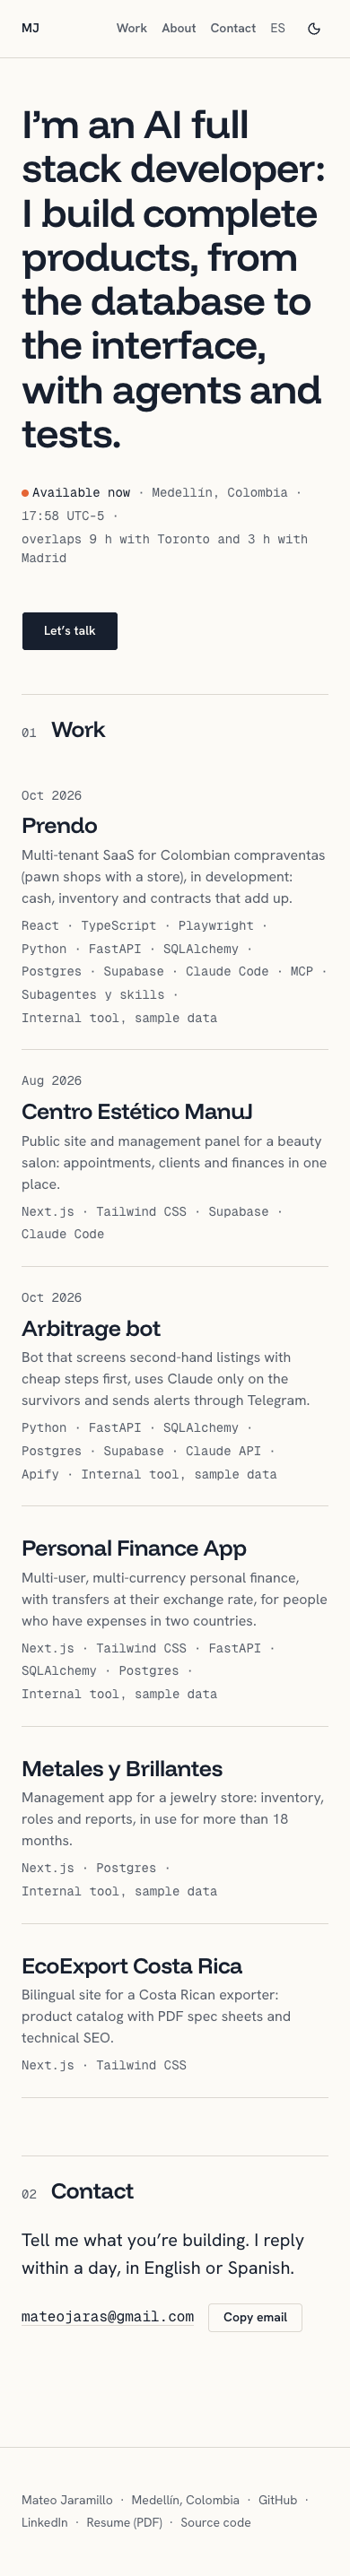 MJ
Work About Contact ES
I’m an AI full
stack developer:
I build complete
products, from
the database to
the interface,
with agents and
tests.
Available now · Medellín, Colombia ·
17:58 UTC−5 ·
overlaps 9 h with Toronto and 3 h with
Madrid
Let’s talk
01 Work
Oct 2026
Prendo
Multi-tenant SaaS for Colombian compraventas
(pawn shops with a store), in development:
cash, inventory and contracts that add up.
React · TypeScript · Playwright ·
Python · FastAPI · SQLAlchemy ·
Postgres · Supabase · Claude Code · MCP ·
Subagentes y skills ·
Internal tool, sample data
Aug 2026
Centro Estético ManuJ
Public site and management panel for a beauty
salon: appointments, clients and finances in one
place.
Next.js · Tailwind CSS · Supabase ·
Claude Code
Oct 2026
Arbitrage bot
Bot that screens second-hand listings with
cheap steps first, uses Claude only on the
survivors and sends alerts through Telegram.
Python · FastAPI · SQLAlchemy ·
Postgres · Supabase · Claude API ·
Apify · Internal tool, sample data
Personal Finance App
Multi-user, multi-currency personal finance,
with transfers at their exchange rate, for people
who have expenses in two countries.
Next.js · Tailwind CSS · FastAPI ·
SQLAlchemy · Postgres ·
Internal tool, sample data
Metales y Brillantes
Management app for a jewelry store: inventory,
roles and reports, in use for more than 18
months.
Next.js · Postgres ·
Internal tool, sample data
EcoExport Costa Rica
Bilingual site for a Costa Rican exporter:
product catalog with PDF spec sheets and
technical SEO.
Next.js · Tailwind CSS
02 Contact
Tell me what you’re building. I reply
within a day, in English or Spanish.
mateojaras@gmail.com Copy email
Mateo Jaramillo · Medellín, Colombia · GitHub ·
LinkedIn · Resume (PDF) · Source code